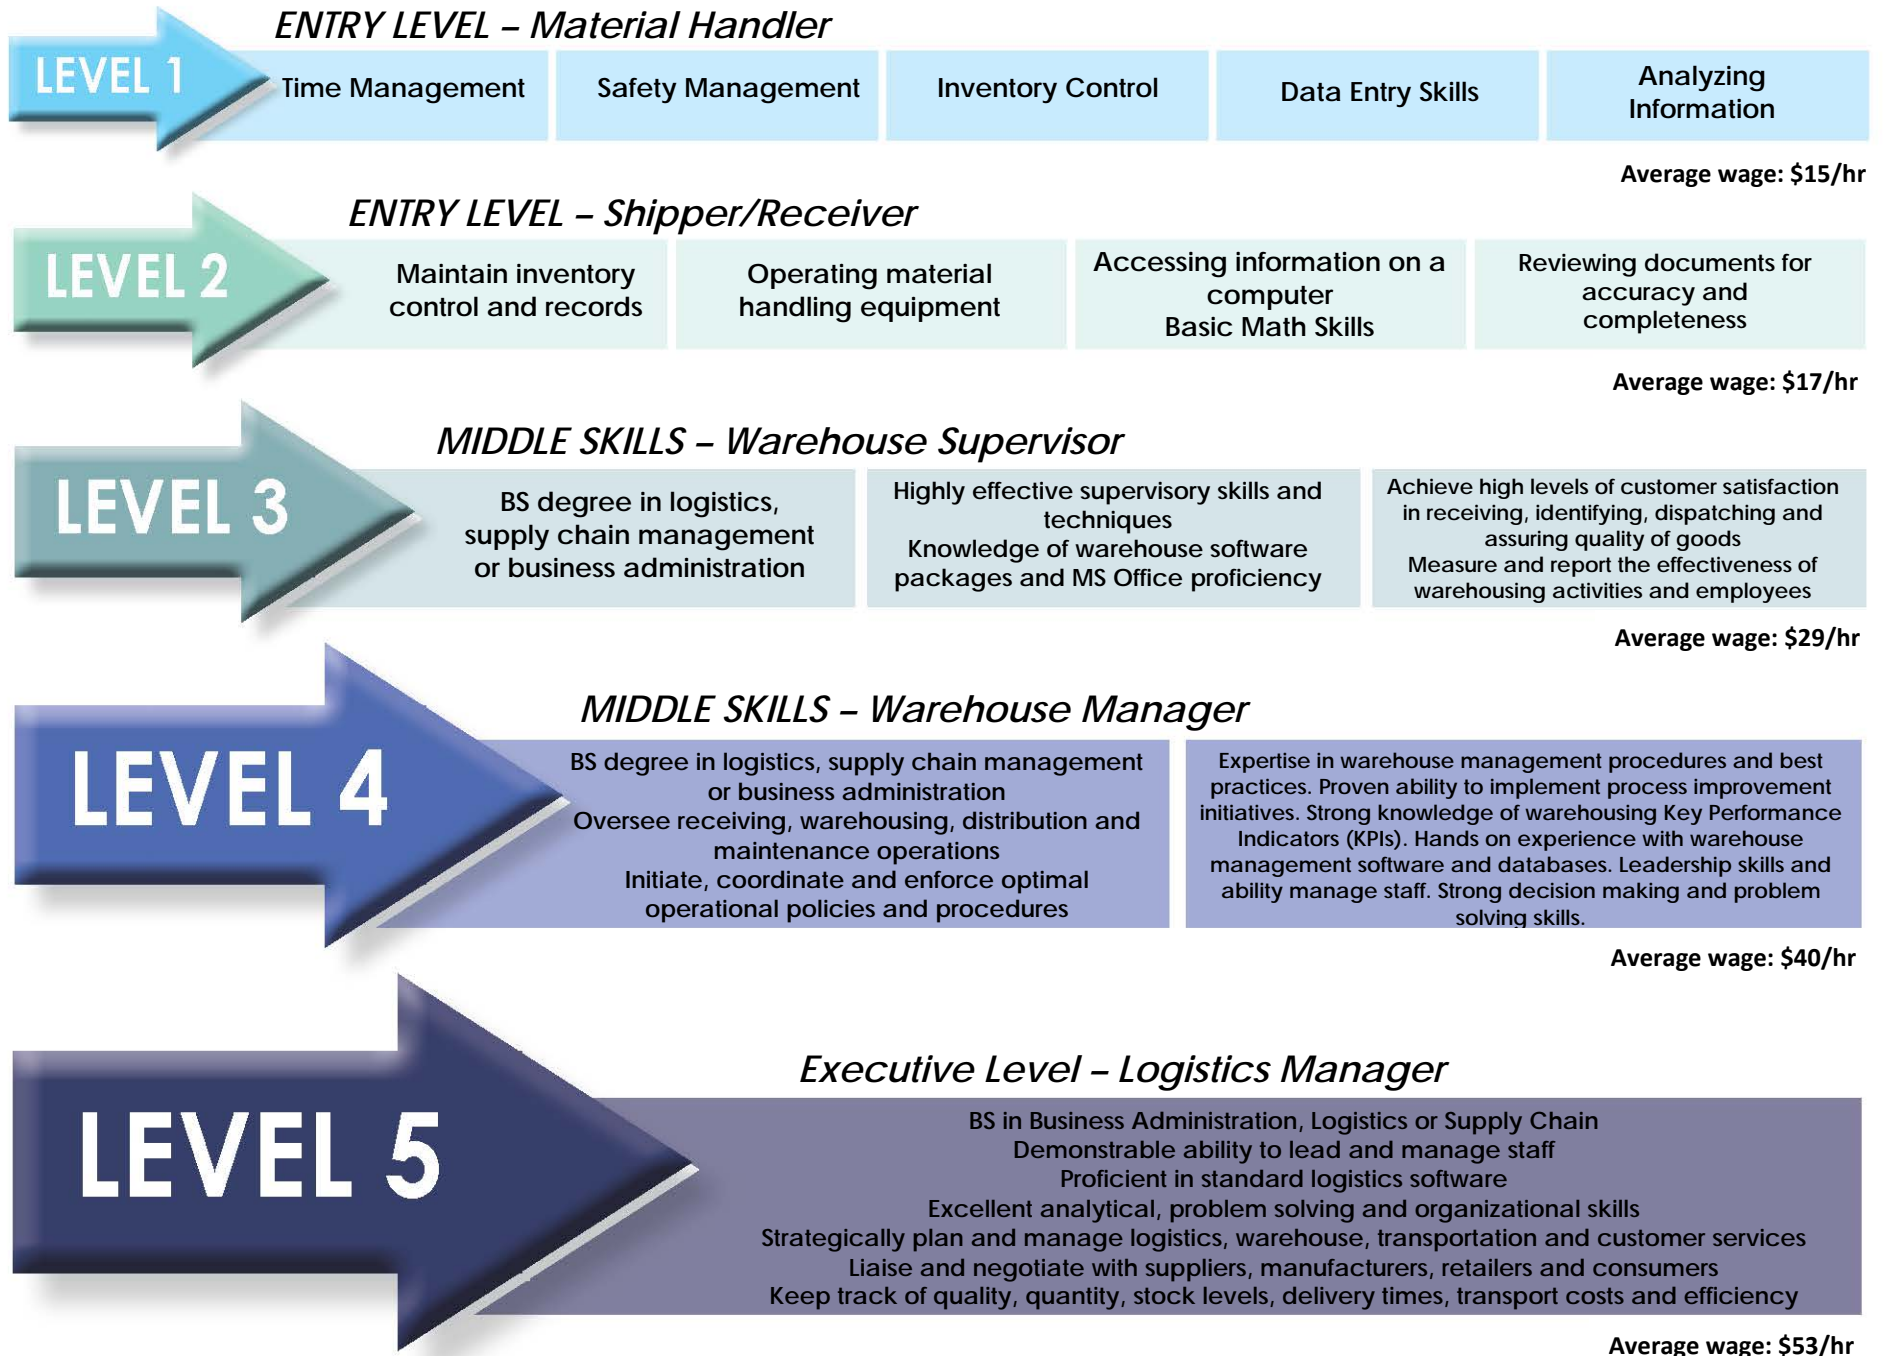 ENTRY LEVEL – Material Handler
LEVEL 1
Time Management
Safety Management
Inventory Control
Data Entry Skills
Analyzing
Information
Average wage: $15/hr
ENTRY LEVEL – Shipper/Receiver
LEVEL 2
Maintain inventory
control and records
Operating material
handling equipment
Accessing information on a
computer
Basic Math Skills
Reviewing documents for
accuracy and
completeness
Average wage: $17/hr
MIDDLE SKILLS – Warehouse Supervisor
LEVEL 3
BS degree in logistics,
supply chain management
or business administration
Highly effective supervisory skills and
techniques
Knowledge of warehouse software
packages and MS Office proficiency
Achieve high levels of customer satisfaction
in receiving, identifying, dispatching and
assuring quality of goods
Measure and report the effectiveness of
warehousing activities and employees
Average wage: $29/hr
MIDDLE SKILLS – Warehouse Manager
LEVEL 4
BS degree in logistics, supply chain management
or business administration
Oversee receiving, warehousing, distribution and
maintenance operations
Initiate, coordinate and enforce optimal
operational policies and procedures
Expertise in warehouse management procedures and best
practices. Proven ability to implement process improvement
initiatives. Strong knowledge of warehousing Key Performance
Indicators (KPIs). Hands on experience with warehouse
management software and databases. Leadership skills and
ability manage staff. Strong decision making and problem
solving skills.
Average wage: $40/hr
Executive Level – Logistics Manager
LEVEL 5
BS in Business Administration, Logistics or Supply Chain
Demonstrable ability to lead and manage staff
Proficient in standard logistics software
Excellent analytical, problem solving and organizational skills
Strategically plan and manage logistics, warehouse, transportation and customer services
Liaise and negotiate with suppliers, manufacturers, retailers and consumers
Keep track of quality, quantity, stock levels, delivery times, transport costs and efficiency
Average wage: $53/hr